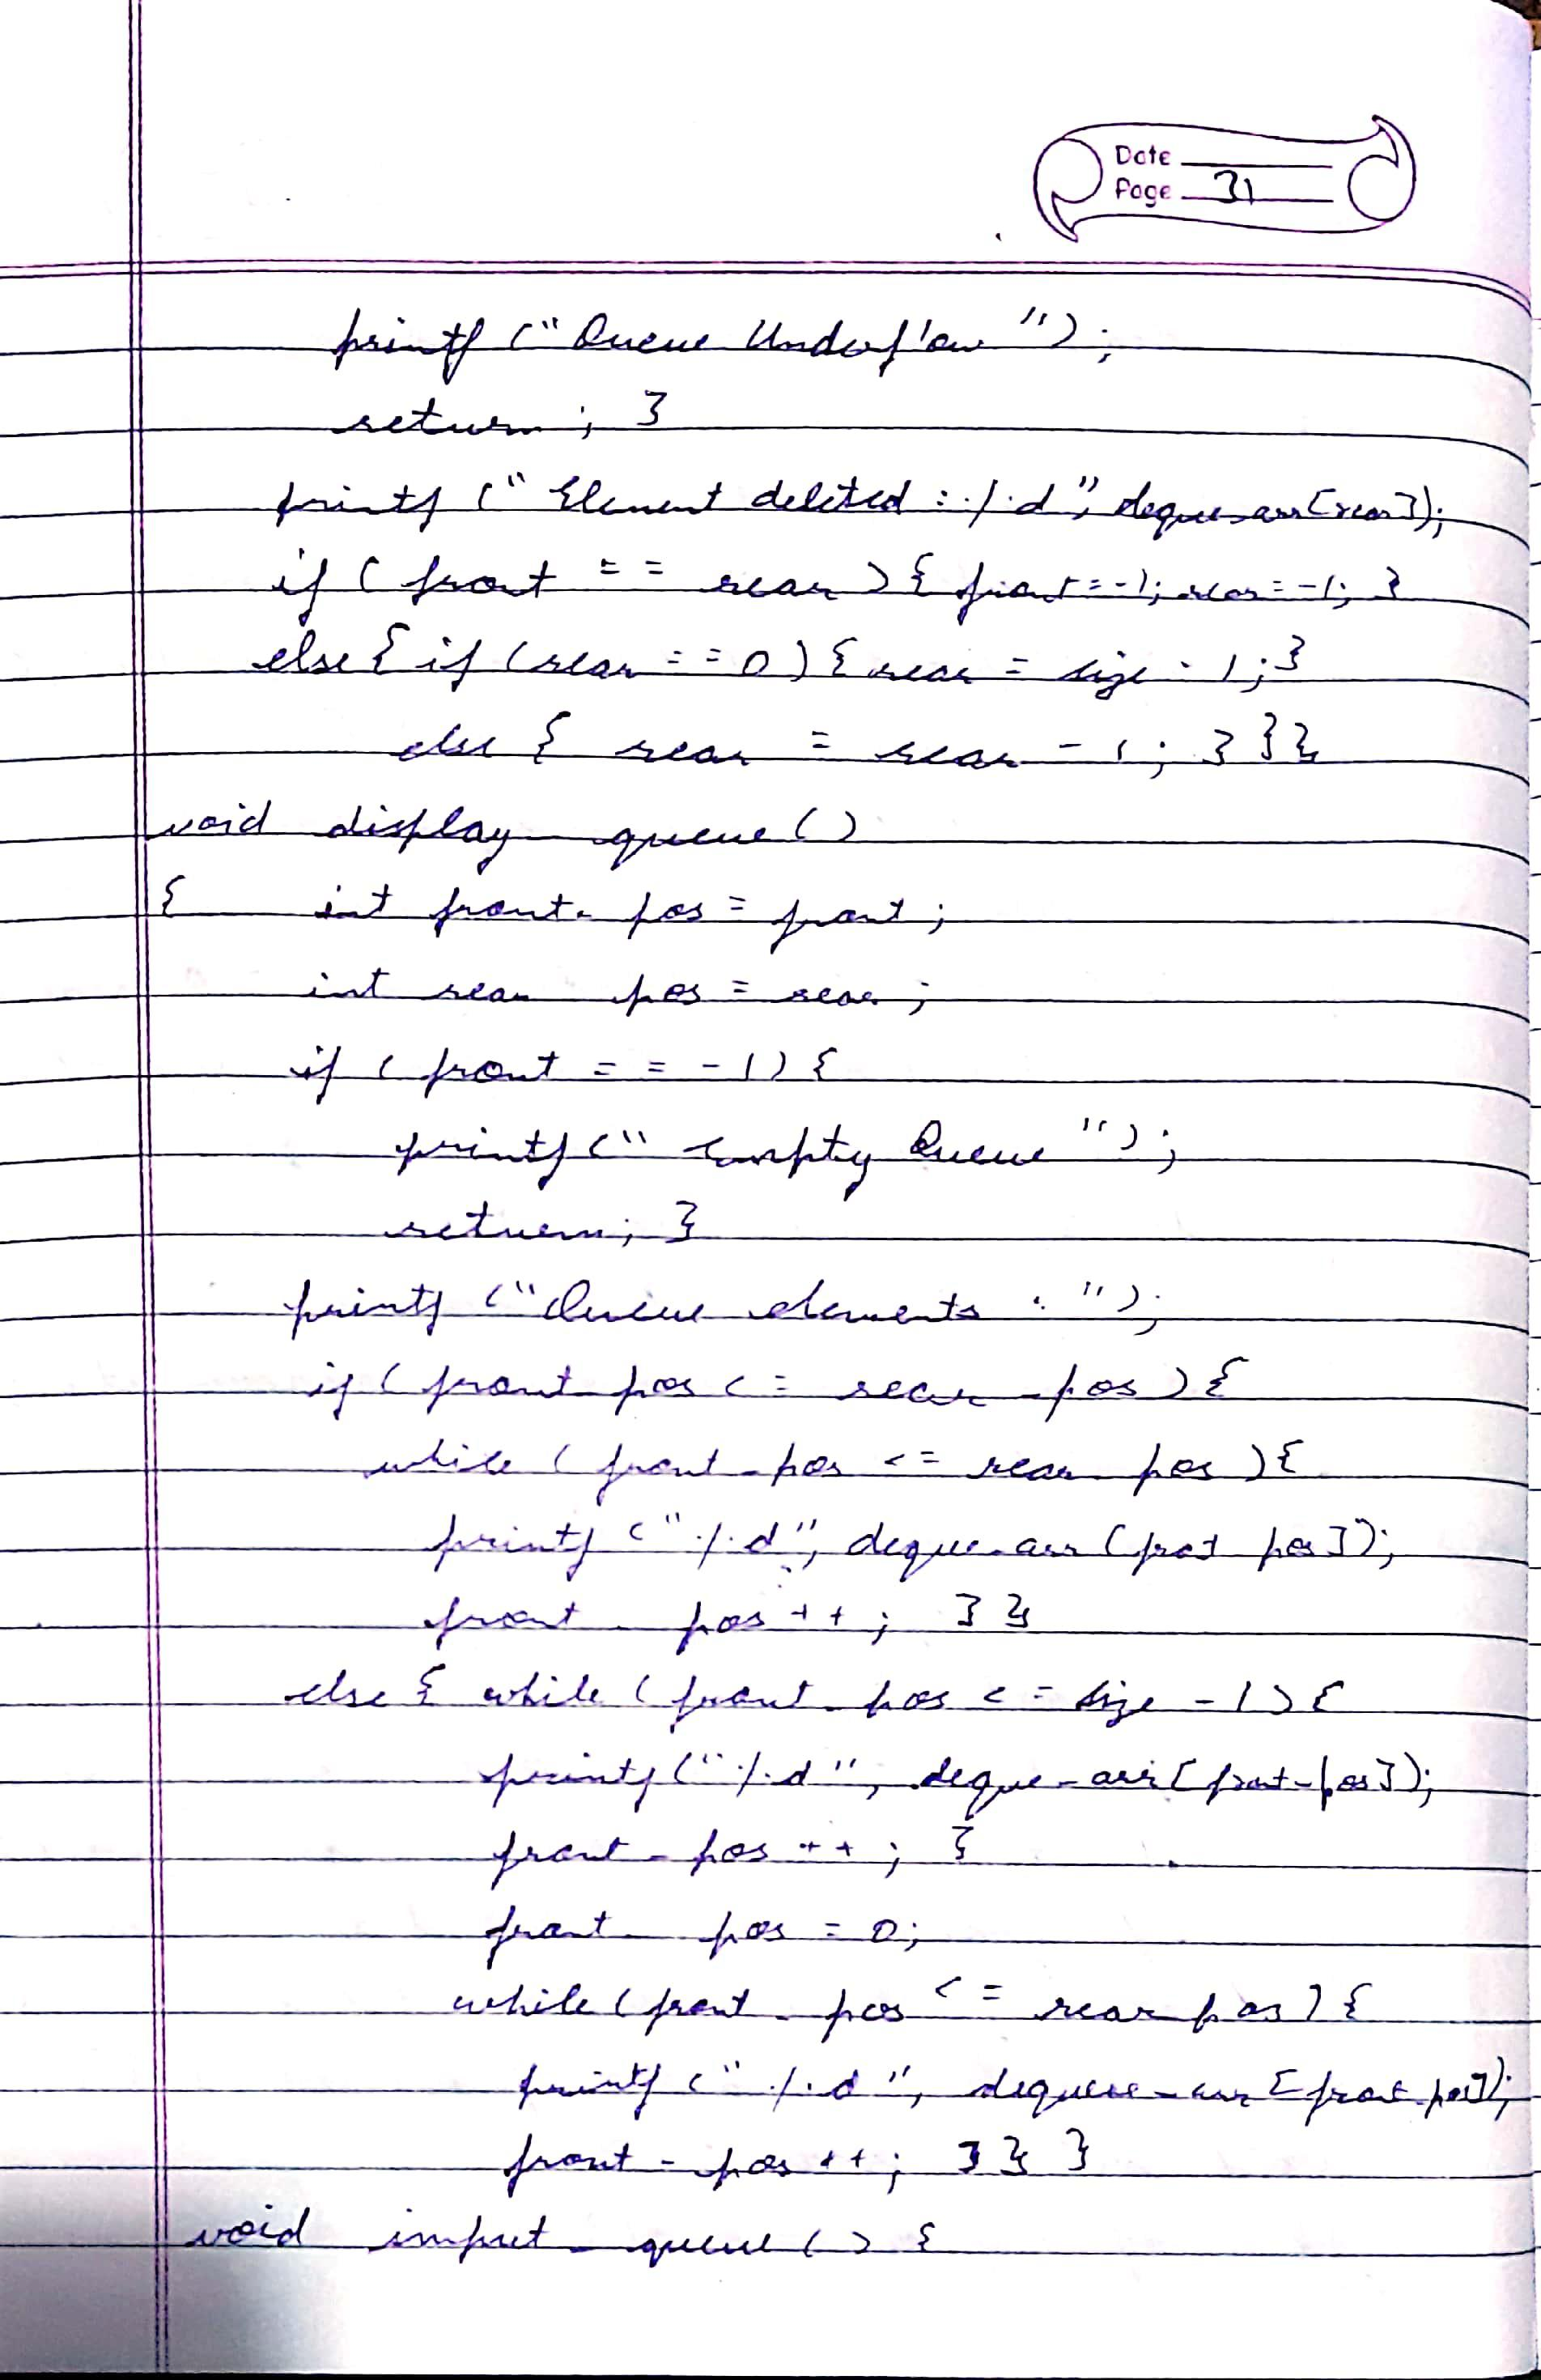 Date
Page 31
printf ("Queue Underflow");
return; }
printf ("Element deleted : %d", deque_arr[rear]);
if ( front == rear ) { front = -1; rear = -1; }
else { if (rear == 0) { rear = size - 1; }
else { rear = rear - 1; } } }
void display_queue()
{ int front_pos = front;
int rear_pos = rear;
if ( front == -1) {
printf (" Empty Queue ");
return; }
printf ("Queue elements : ");
if ( front_pos <= rear_pos ) {
while ( front_pos <= rear_pos ) {
printf ("%d", deque_arr [front_pos]);
front_pos ++ ; } }
else { while ( front_pos <= size - 1) {
printf (" %d ", deque_arr [front_pos]);
front_pos ++ ; }
front_pos = 0;
while ( front_pos <= rear_pos ) {
printf (" %d ", dequeue_arr [front_pos]);
front_pos ++ ; } } }
void input_queue () {